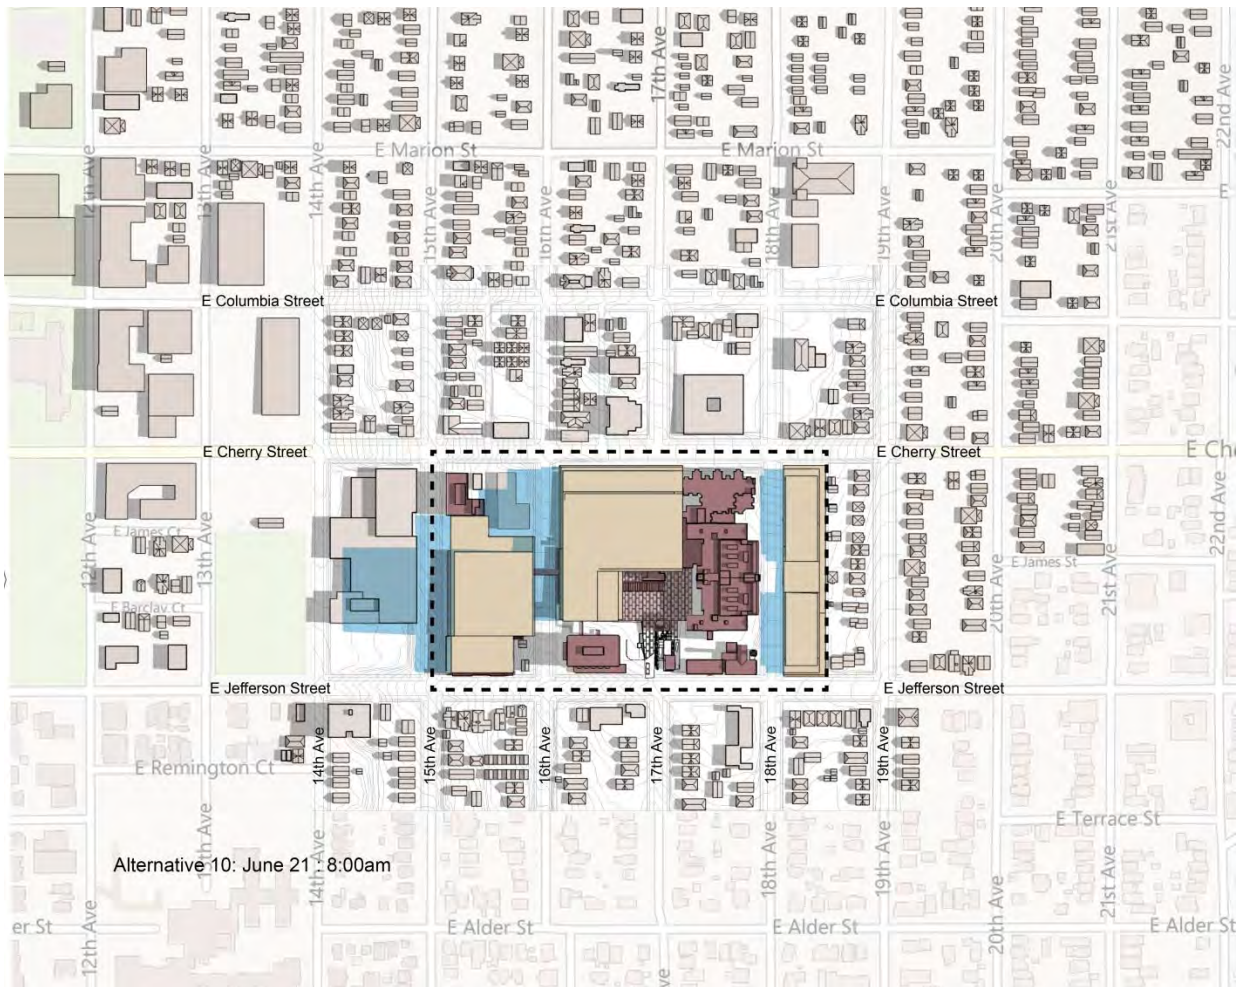 17th Ave
22nd Ave
E Marion St
E Marion St
12th Ave
13th Ave
14th Ave
15th Ave
16th Ave
18th Ave
19th Ave
20th Ave
21st Ave
E
E Columbia Street
E Columbia Street
E Cherry Street
E Cherry Street
E Ch
12th Ave
E James Ct
13th Ave
E Barclay Ct
20th Ave
E James St
21st Ave
22nd Ave
E Jefferson Street
E Jefferson Street
14th Ave
15th Ave
16th Ave
17th Ave
18th Ave
19th Ave
E Remington Ct
E Terrace St
Alternative 10: June 21 : 8:00am
13th Ave
14th Ave
18th Ave
19th Ave
21st Ave
er St
12th Ave
E Alder St
E Alder St
20th Ave
E Alder St
ve